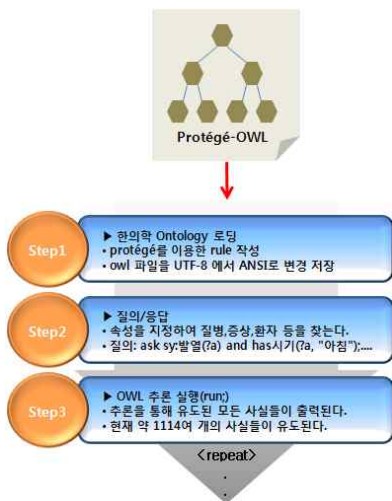 Protégé-OWL
Step1
▶ 한의학 Ontology 로딩
• protégé를 이용한 rule 작성
• owl 파일을 UTF-8 에서 ANSI로 변경 저장
Step2
▶ 질의/응답
• 속성을 지정하여 질병,증상,환자 등을 찾는다.
• 질의: ask sy:발열(?a) and has시기(?a, "아침");....
Step3
▶ OWL 추론 실행(run;)
• 추론을 통해 유도된 모든 사실들이 출력된다.
• 현재 약 1114여 개의 사실들이 유도된다.
<repeat>
.
.